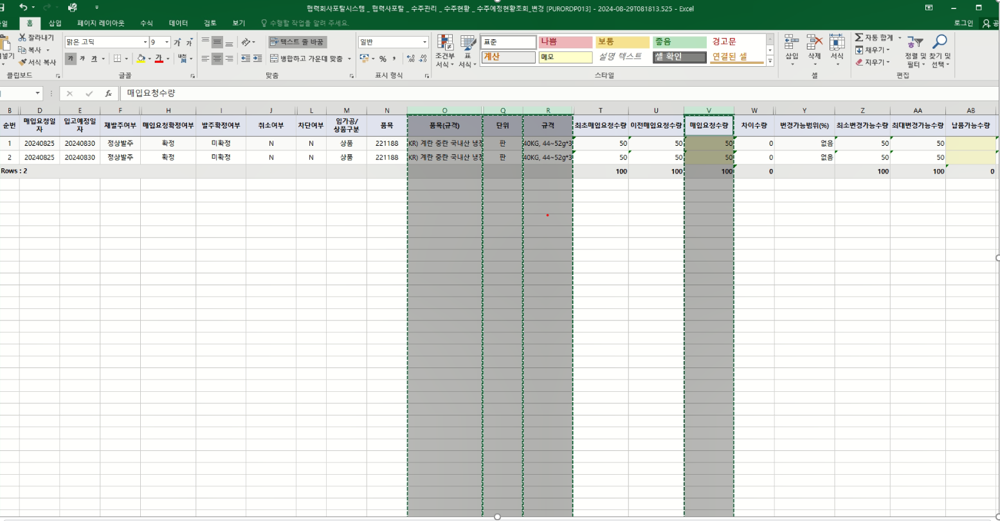 협력회사포탈시스템 _ 협력사포탈 _ 수주관리 _ 수주현황 _ 수주예정현황조회_변경 [PURORDP013] - 2024-08-29T081813.525 - Excel
홈 삽입 페이지 레이아웃 수식 데이터 검토 보기 수행할 작업을 알려 주세요. 로그인 공
잘라내기
복사
서식 복사
클립보드
맑은 고딕 9 가 가
가 가 가 가 내천
글꼴
텍스트 줄 바꿈
병합하고 가운데 맞춤
맞춤
일반
%
표시 형식
조건부 서식 표 서식
표준 나쁨 보통 좋음 경고문
계산 메모 설명 텍스트 셀 확인 연결된 셀
스타일
삽입 삭제 서식
셀
자동 합계
채우기
지우기
정렬 및 필터 찾기 및 선택
편집
fx 매입요청수량
B D E F H I J L M N O Q R T U V W Y Z AA AB
순번 매입요청일자 입고예정일자 재발주여부 매입요청확정여부 발주확정여부 취소여부 차단여부 임가공/상품구분 품목 품목(규격) 단위 규격 최초매입요청수량 이전매입요청수량 매입요청수량 차이수량 변경가능범위(%) 최소변경가능수량 최대변경가능수량 납품가능수량
1 20240825 20240830 정상발주 확정 미확정 N N 상품 221188 KR) 계란 중란 국내산 냉장 판 40KG, 44~52g*3 50 50 50 0 없음 50 50
2 20240825 20240830 정상발주 확정 미확정 N N 상품 221188 KR) 계란 중란 국내산 냉장 판 40KG, 44~52g*3 50 50 50 0 없음 50 50
Rows : 2 100 100 100 0 100 100 0